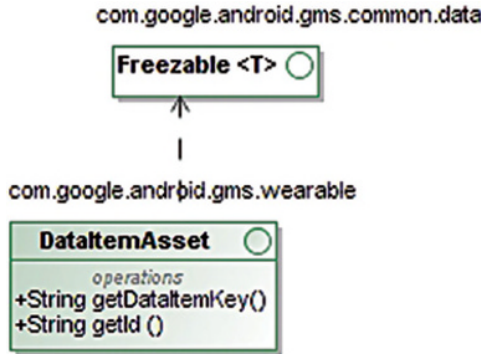 com.google.android.gms.common.data
Freezable <T>
com.google.android.gms.wearable
DataItemAsset
operations
+String getDataItemKey()
+String getId ()